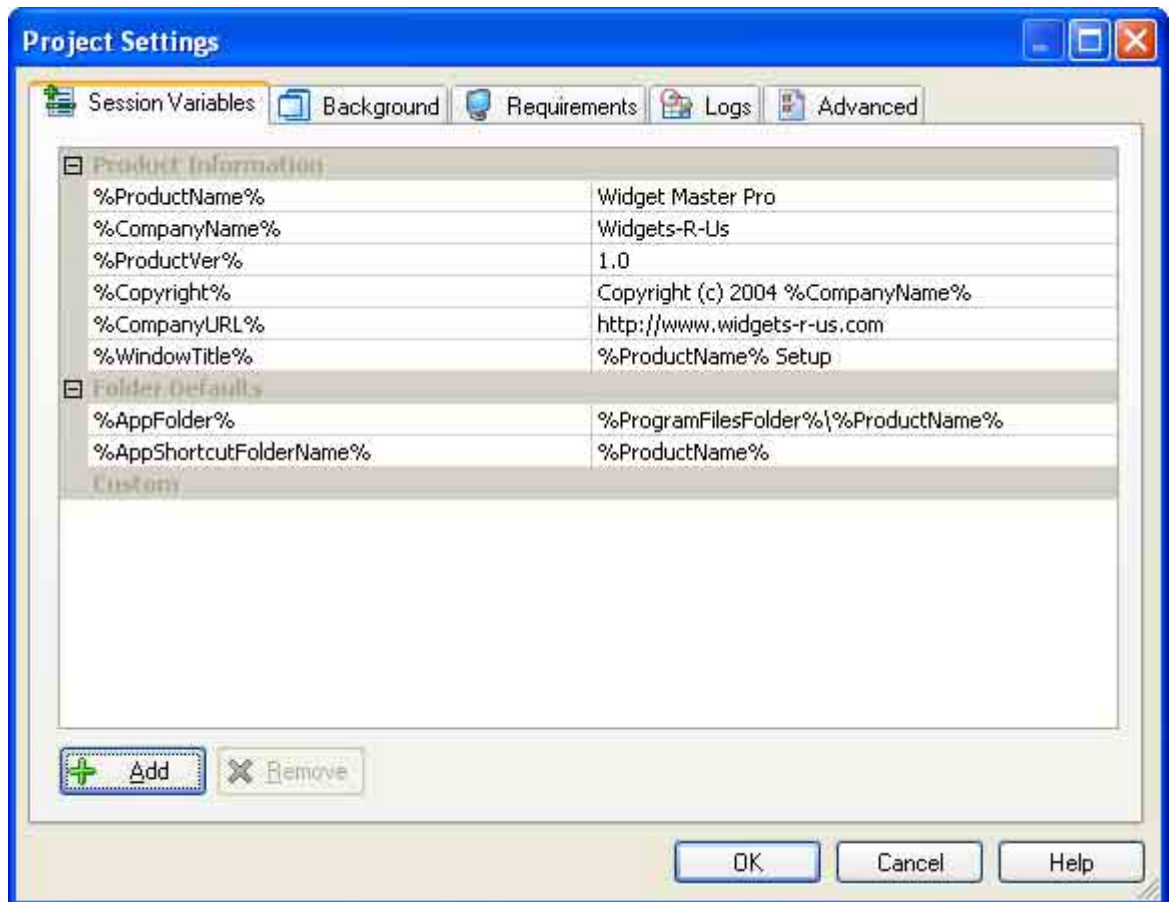 Project Settings
Session Variables Background Requirements Logs Advanced
Product Information
%ProductName% Widget Master Pro
%CompanyName% Widgets-R-Us
%ProductVer% 1.0
%Copyright% Copyright (c) 2004 %CompanyName%
%CompanyURL% http://www.widgets-r-us.com
%WindowTitle% %ProductName% Setup
Folder Defaults
%AppFolder% %ProgramFilesFolder%\%ProductName%
%AppShortcutFolderName% %ProductName%
Custom
Add Remove
OK Cancel Help